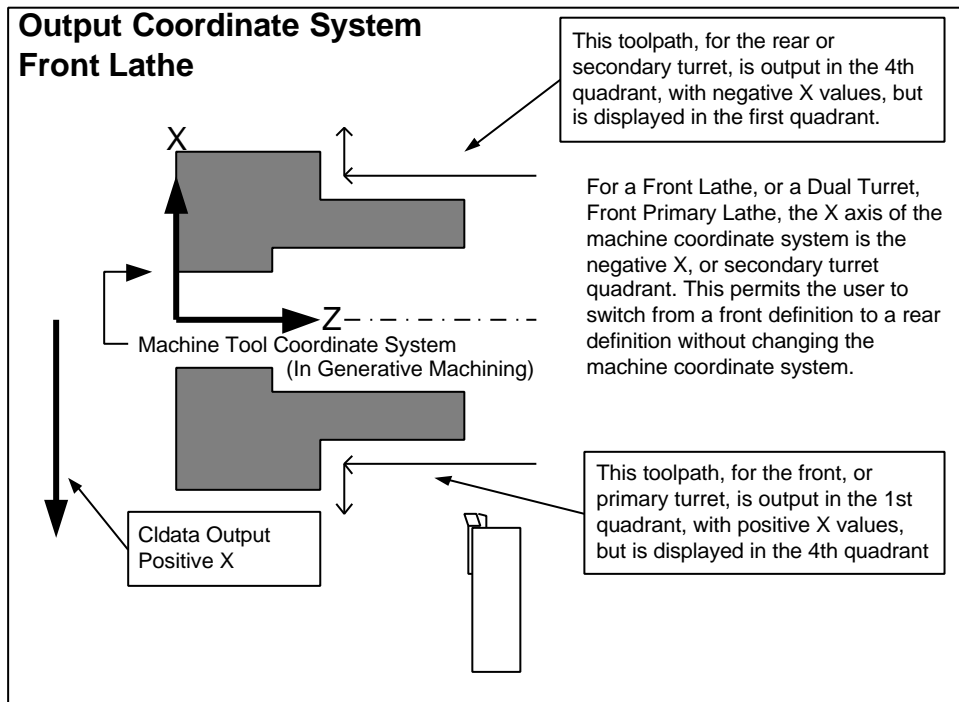 Output Coordinate System
Front Lathe
This toolpath, for the rear or
secondary turret, is output in the 4th
quadrant, with negative X values, but
is displayed in the first quadrant.
X
For a Front Lathe, or a Dual Turret,
Front Primary Lathe, the X axis of the
machine coordinate system is the
negative X, or secondary turret
quadrant. This permits the user to
switch from a front definition to a rear
definition without changing the
machine coordinate system.
Z
Machine Tool Coordinate System
(In Generative Machining)
This toolpath, for the front, or
primary turret, is output in the 1st
quadrant, with positive X values,
but is displayed in the 4th quadrant
Cldata Output
Positive X